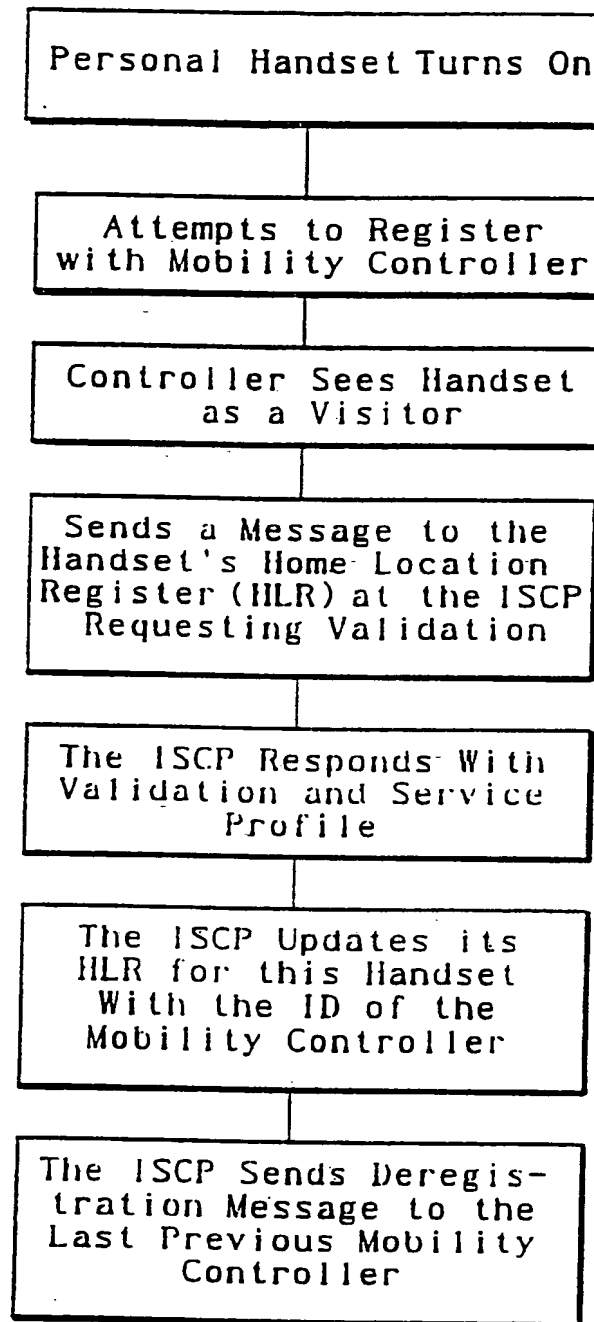 Personal Handset Turns On
Attempts to Register
with Mobility Controller
Controller Sees Handset
as a Visitor
Sends a Message to the
Handset's Home Location
Register (HLR) at the ISCP
Requesting Validation
The ISCP Responds With
Validation and Service
Profile
The ISCP Updates its
HLR for this Handset
With the ID of the
Mobility Controller
The ISCP Sends Deregis-
tration Message to the
Last Previous Mobility
Controller